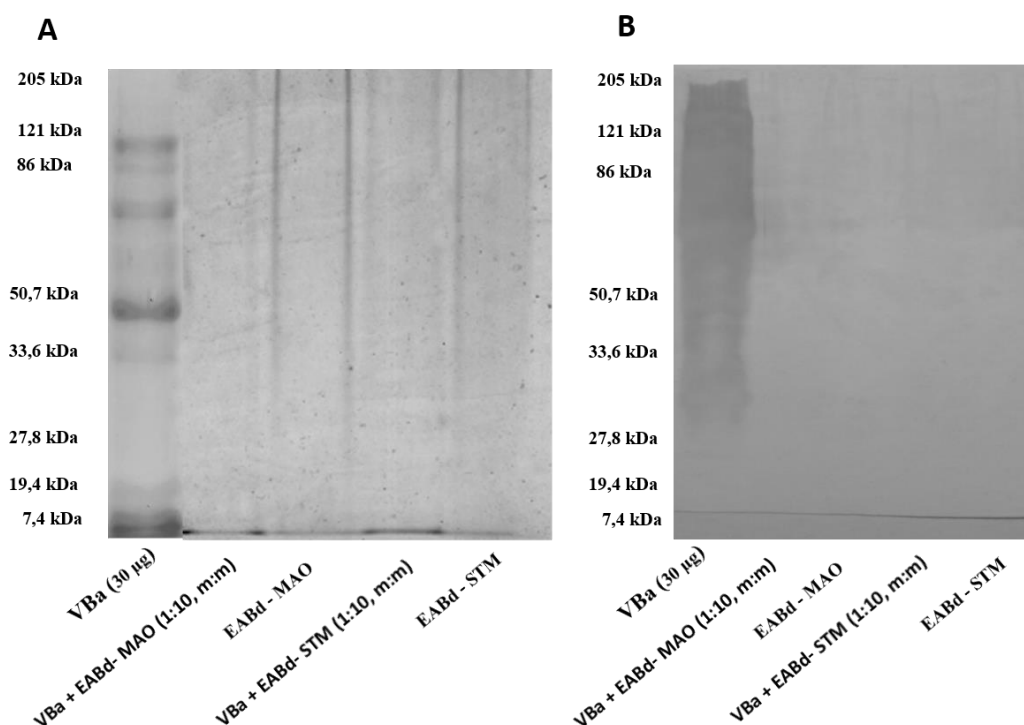 A
205 kDa
121 kDa
86 kDa
50,7 kDa
33,6 kDa
27,8 kDa
19,4 kDa
7,4 kDa
VBa (30 µg)
VBa + EABd- MAO (1:10, m:m)
EABd - MAO
VBa + EABd- STM (1:10, m:m)
EABd - STM
B
205 kDa
121 kDa
86 kDa
50,7 kDa
33,6 kDa
27,8 kDa
19,4 kDa
7,4 kDa
VBa (30 µg)
VBa + EABd- MAO (1:10, m:m)
EABd - MAO
VBa + EABd- STM (1:10, m:m)
EABd - STM